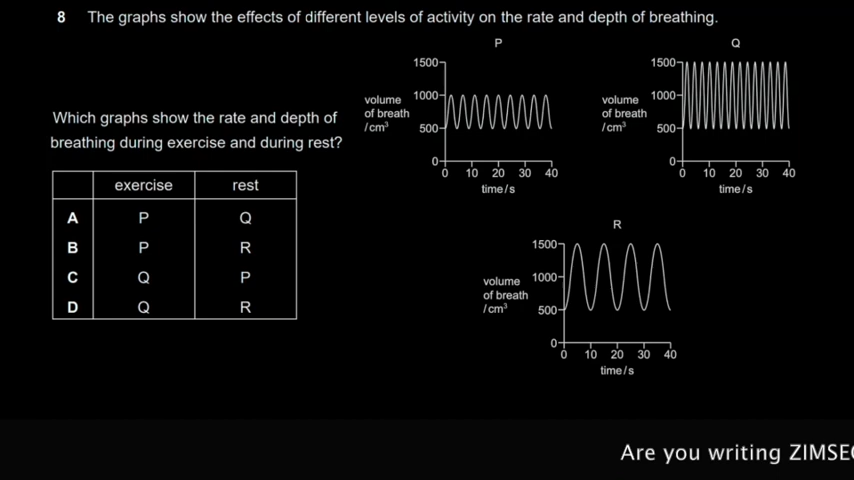 8 The graphs show the effects of different levels of activity on the rate and depth of breathing.
Which graphs show the rate and depth of
breathing during exercise and during rest?
exercise rest
A P Q
B P R
C Q P
D Q R
P
volume
of breath
/ cm³
1500
1000
500
0
0 10 20 30 40
time / s
Q
volume
of breath
/ cm³
1500
1000
500
0
0 10 20 30 40
time / s
R
volume
of breath
/ cm³
1500
1000
500
0
0 10 20 30 40
time / s
Are you writing ZIMSE